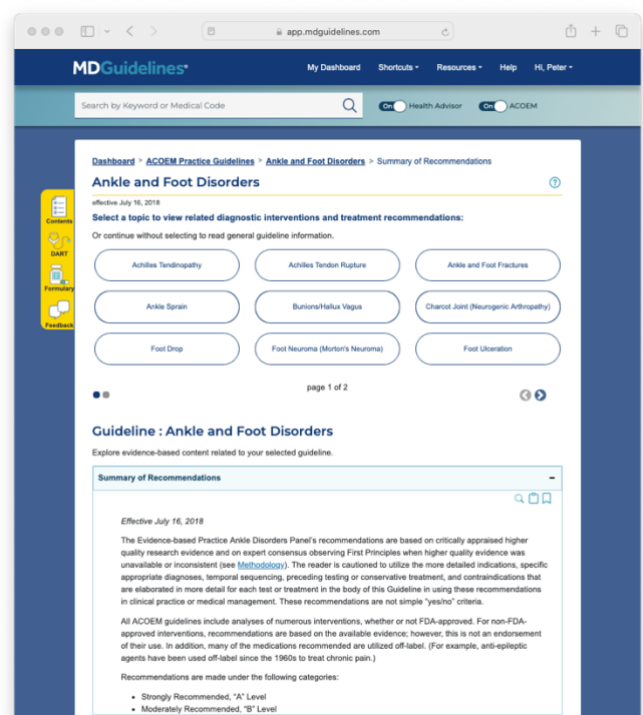 app.mdguidelines.com
MDGuidelines
My Dashboard Shortcuts Resources Help Hi, Peter
Search by Keyword or Medical Code
On Health Advisor On ACOEM
Dashboard > ACOEM Practice Guidelines > Ankle and Foot Disorders > Summary of Recommendations
Ankle and Foot Disorders
effective July 16, 2018
Select a topic to view related diagnostic interventions and treatment recommendations:
Or continue without selecting to read general guideline information.
Contents
DART
Formulary
Feedback
Achilles Tendinopathy
Achilles Tendon Rupture
Ankle and Foot Fractures
Ankle Sprain
Bunions/Hallux Vagus
Charcot Joint (Neurogenic Arthropathy)
Foot Drop
Foot Neuroma (Morton's Neuroma)
Foot Ulceration
page 1 of 2
Guideline : Ankle and Foot Disorders
Explore evidence-based content related to your selected guideline.
Summary of Recommendations
Effective July 16, 2018
The Evidence-based Practice Ankle Disorders Panel's recommendations are based on critically appraised higher
quality research evidence and on expert consensus observing First Principles when higher quality evidence was
unavailable or inconsistent (see Methodology). The reader is cautioned to utilize the more detailed indications, specific
appropriate diagnoses, temporal sequencing, preceding testing or conservative treatment, and contraindications that
are elaborated in more detail for each test or treatment in the body of this Guideline in using these recommendations
in clinical practice or medical management. These recommendations are not simple "yes/no" criteria.
All ACOEM guidelines include analyses of numerous interventions, whether or not FDA-approved. For non-FDA-
approved interventions, recommendations are based on the available evidence; however, this is not an endorsement
of their use. In addition, many of the medications recommended are utilized off-label. (For example, anti-epileptic
agents have been used off-label since the 1960s to treat chronic pain.)
Recommendations are made under the following categories:
• Strongly Recommended, "A" Level
• Moderately Recommended, "B" Level